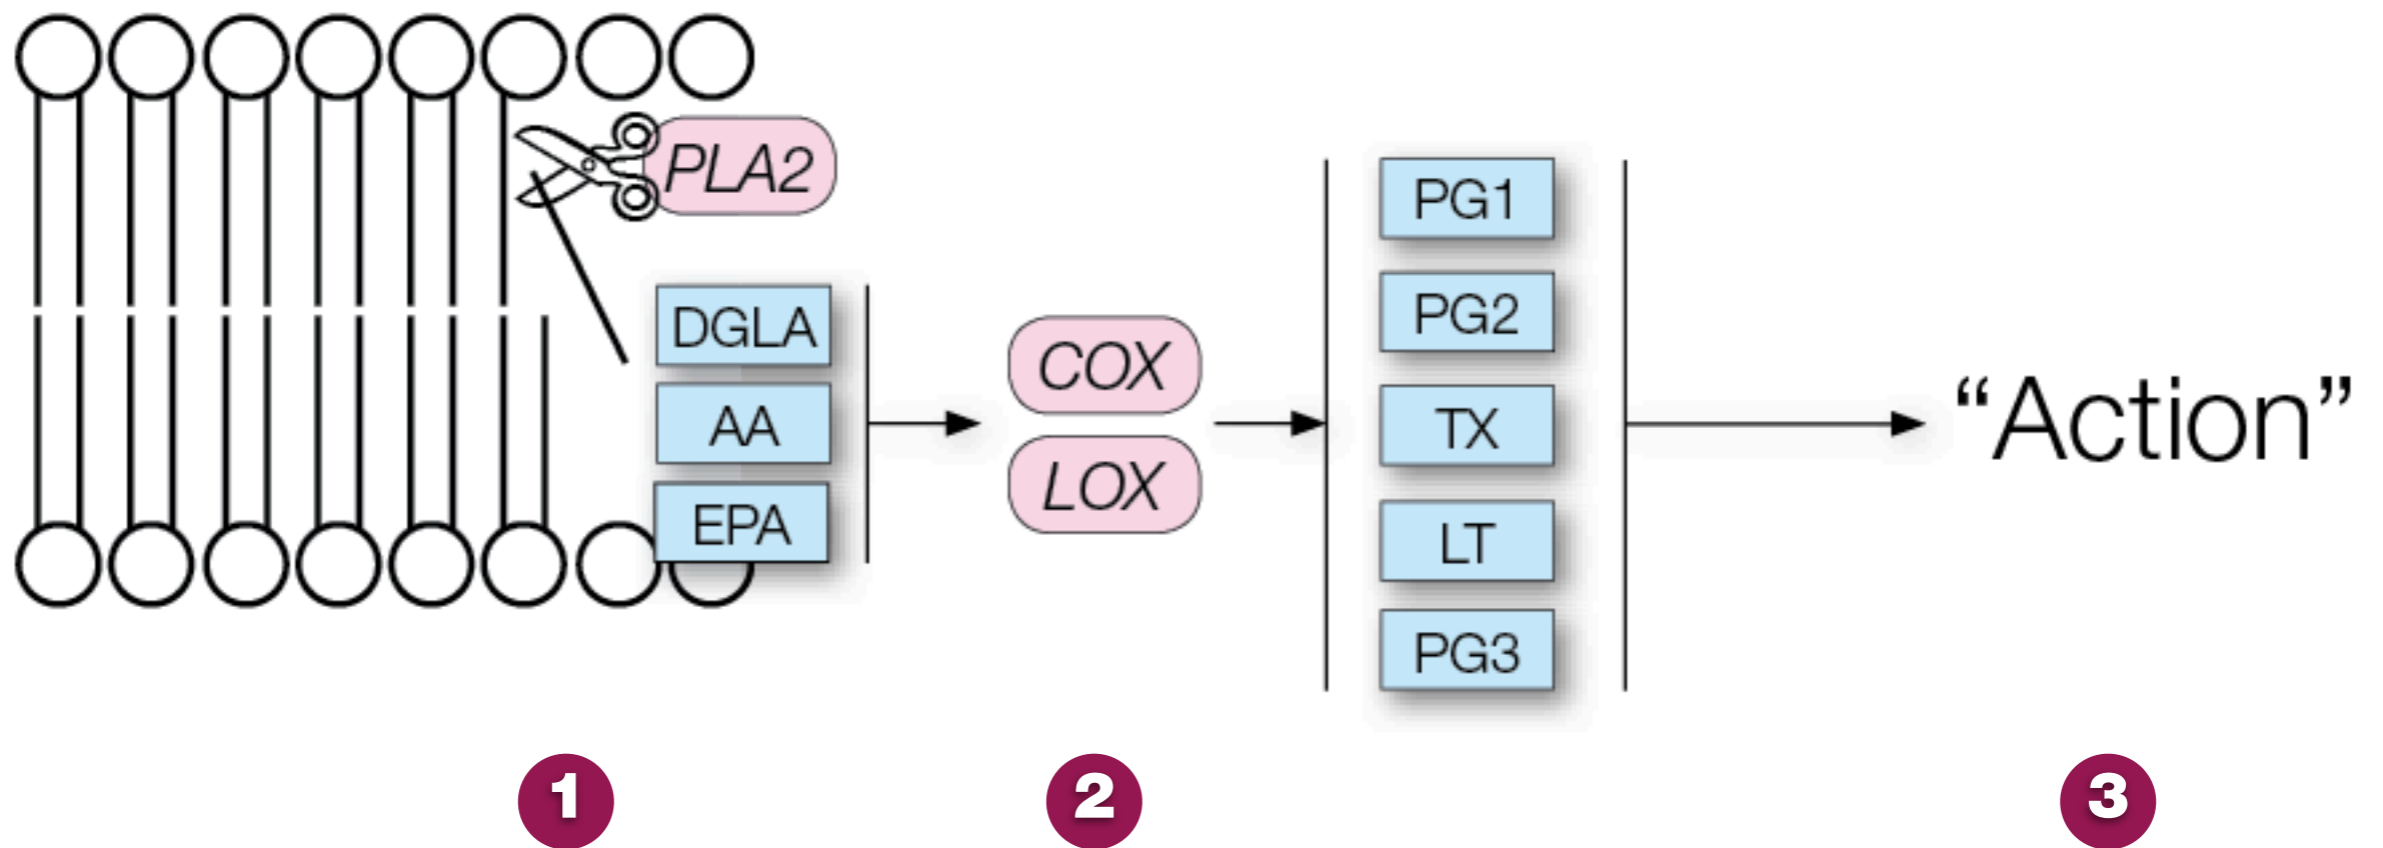 PLA2
DGLA
AA
EPA
COX
LOX
PG1
PG2
TX
LT
PG3
“Action”
1
2
3